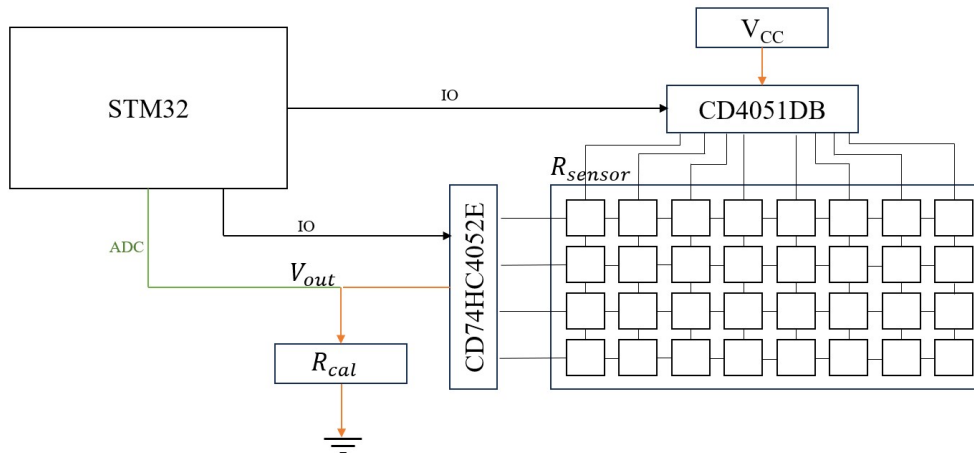 V_CC
STM32
IO
CD4051DB
R_sensor
CD74HC4052E
IO
ADC
V_out
R_cal